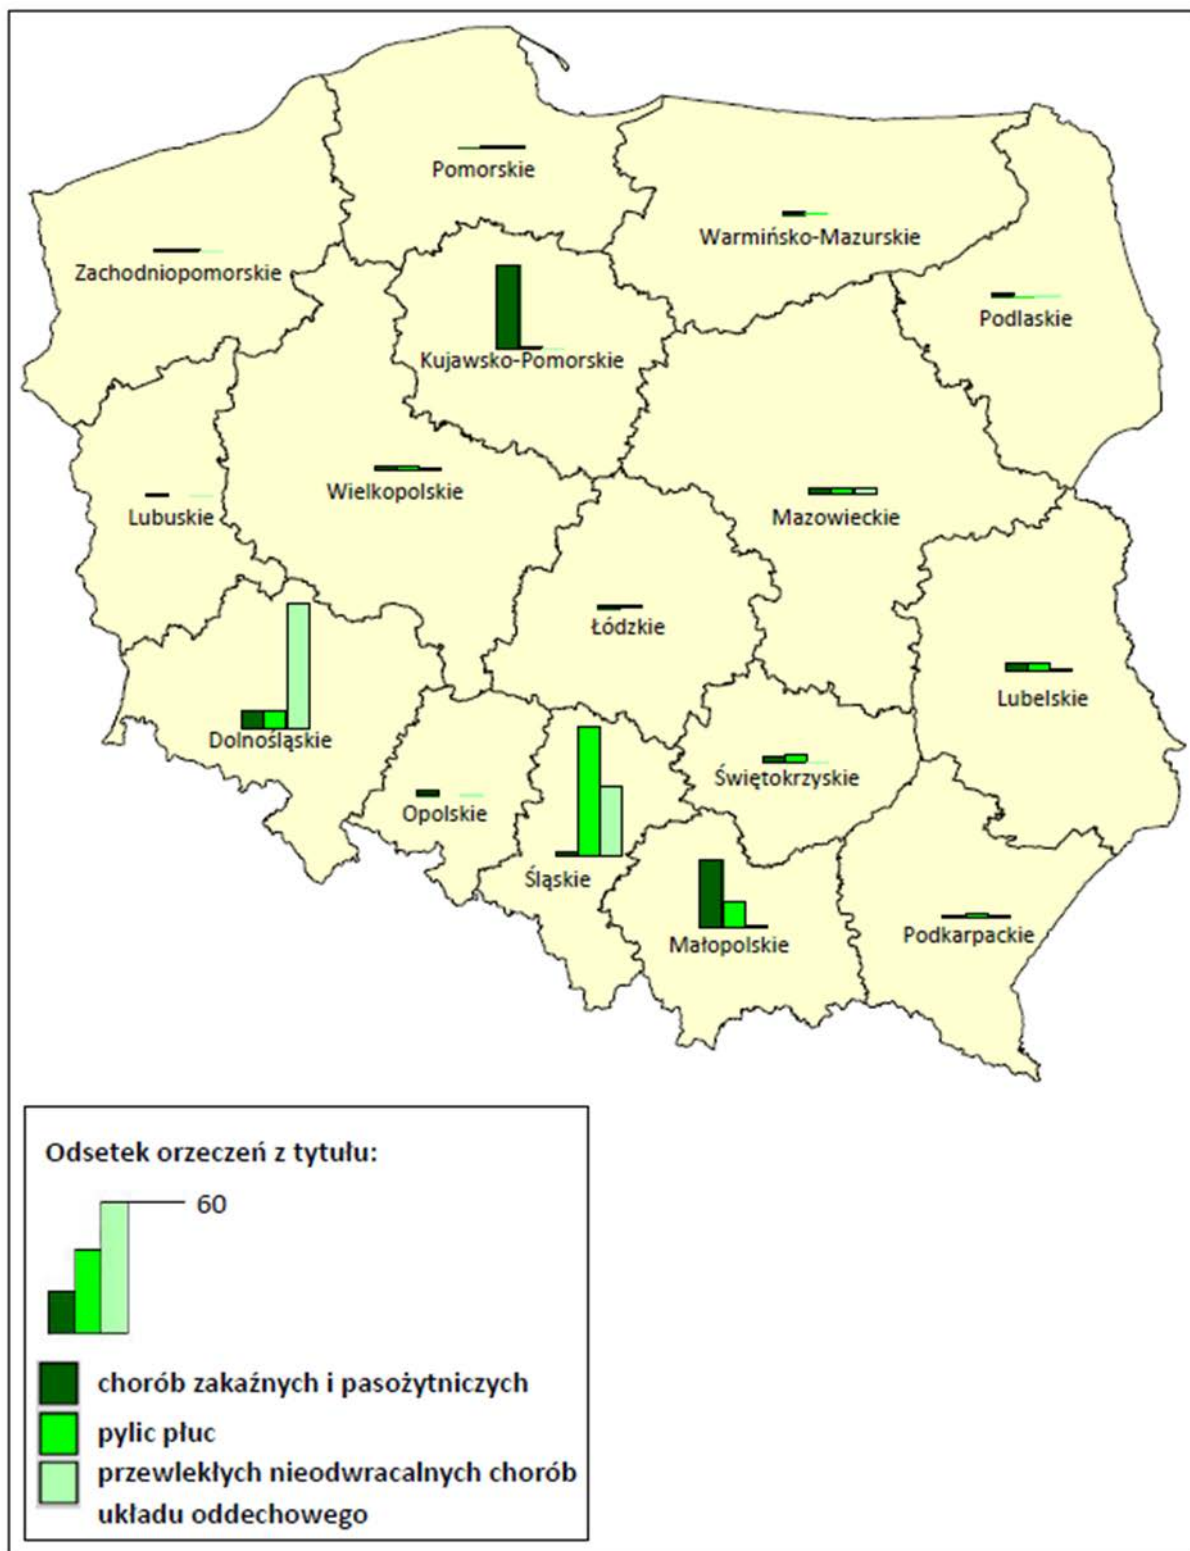 Pomorskie
Warmińsko-Mazurskie
Zachodniopomorskie
Podlaskie
Kujawsko-Pomorskie
Wielkopolskie
Lubuskie
Mazowieckie
Łódzkie
Lubelskie
Dolnośląskie
Świętokrzyskie
Opolskie
Śląskie
Podkarpackie
Małopolskie
Odsetek orzeczeń z tytułu:
60
chorób zakaźnych i pasożytniczych
pylic płuc
przewlekłych nieodwracalnych chorób
układu oddechowego